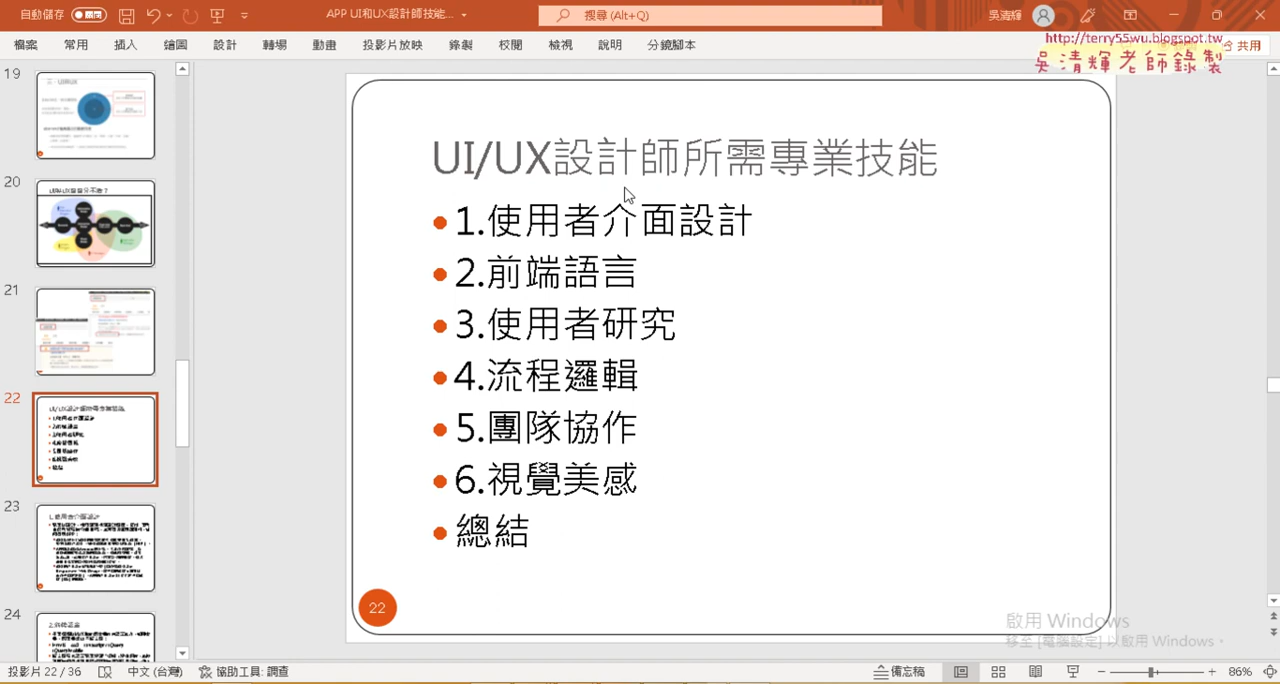 自動儲存
關閉
APP UI和UX設計師技能...
搜尋 (Alt+Q)
吳清輝
檔案 常用 插入 繪圖 設計 轉場 動畫 投影片放映 錄製 校閱 檢視 說明 分鏡腳本
共用
http://terry55wu.blogspot.tw
吳清輝老師錄製
19
20
21
22
23
24
UI/UX設計師所需專業技能
1.使用者介面設計
2.前端語言
3.使用者研究
4.流程邏輯
5.團隊協作
6.視覺美感
總結
22
啟用 Windows
移至 [電腦設定] 以啟用 Windows。
投影片 22 / 36 中文 (台灣) 協助工具: 調查 備忘稿 86%